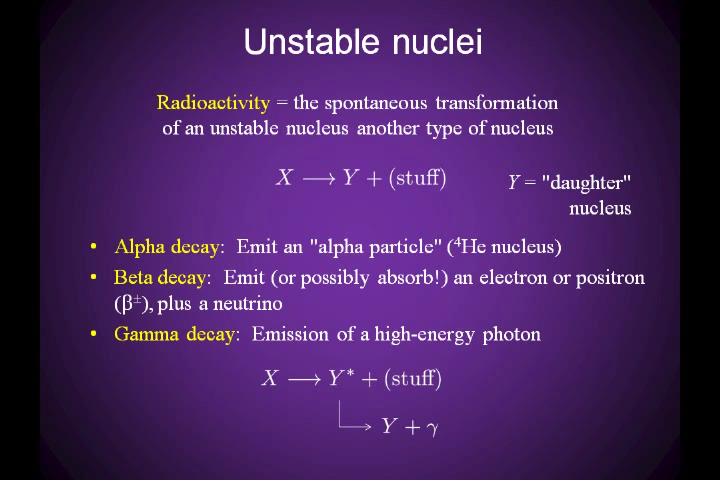 Unstable nuclei
Radioactivity = the spontaneous transformation
of an unstable nucleus another type of nucleus
X ⟶ Y + (stuff)
Y = "daughter"
nucleus
• Alpha decay: Emit an "alpha particle" (⁴He nucleus)
• Beta decay: Emit (or possibly absorb!) an electron or positron
(β±), plus a neutrino
• Gamma decay: Emission of a high-energy photon
X ⟶ Y* + (stuff)
Y + γ